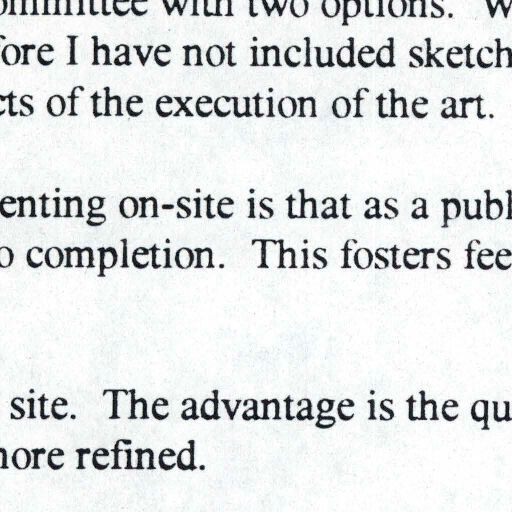 ommittee with two options. W
fore I have not included sketch
cts of the execution of the art.
enting on-site is that as a publ
o completion. This fosters fee
site. The advantage is the qu
nore refined.